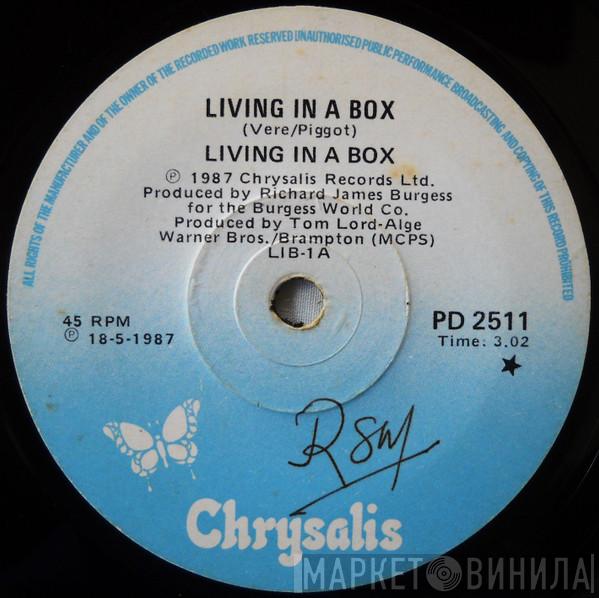 ALL RIGHTS OF THE MANUFACTURER AND OF THE OWNER OF THE RECORDED WORK RESERVED UNAUTHORISED PUBLIC PERFORMANCE BROADCASTING AND COPYING OF THIS RECORD PROHIBITED
LIVING IN A BOX
(Vere/Piggot)
LIVING IN A BOX
℗ 1987 Chrysalis Records Ltd.
Produced by Richard James Burgess
for the Burgess World Co.
Produced by Tom Lord-Alge
Warner Bros./Brampton (MCPS)
LIB-1A
45 RPM
℗ 18-5-1987
PD 2511
Time: 3.02
Chrysalis
МАРКЕТ ВИНИЛА